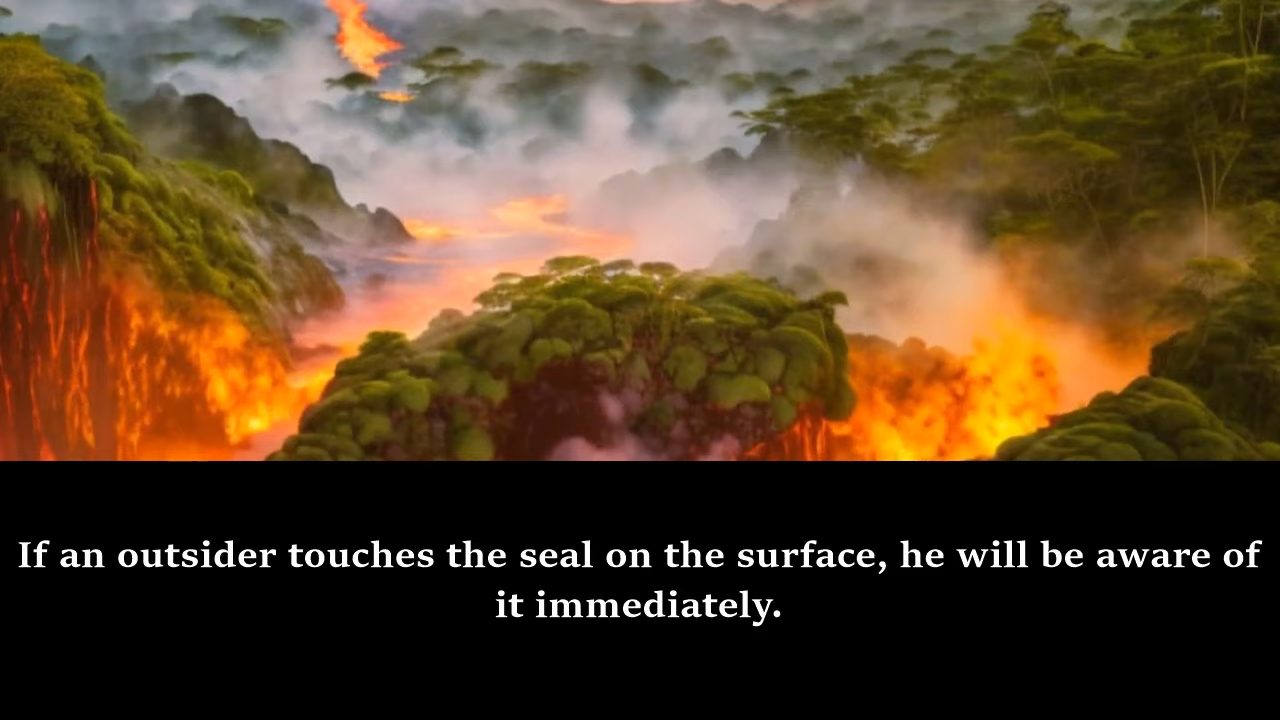 If an outsider touches the seal on the surface, he will be aware of
it immediately.